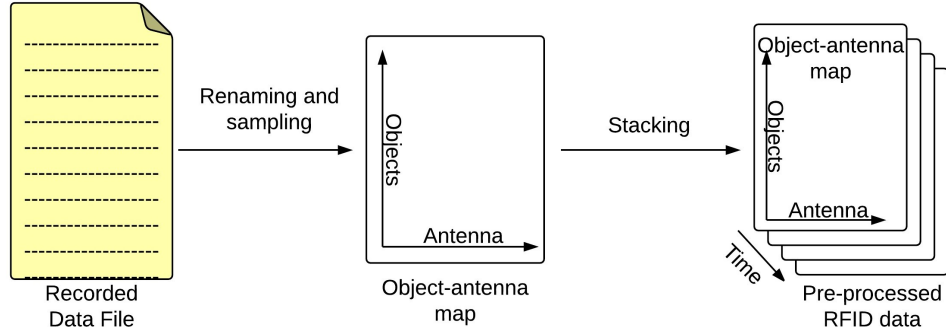 Recorded
Data File
Renaming and
sampling
Objects
Antenna
Object-antenna
map
Stacking
Object-antenna
map
Objects
Antenna
Time
Pre-processed
RFID data